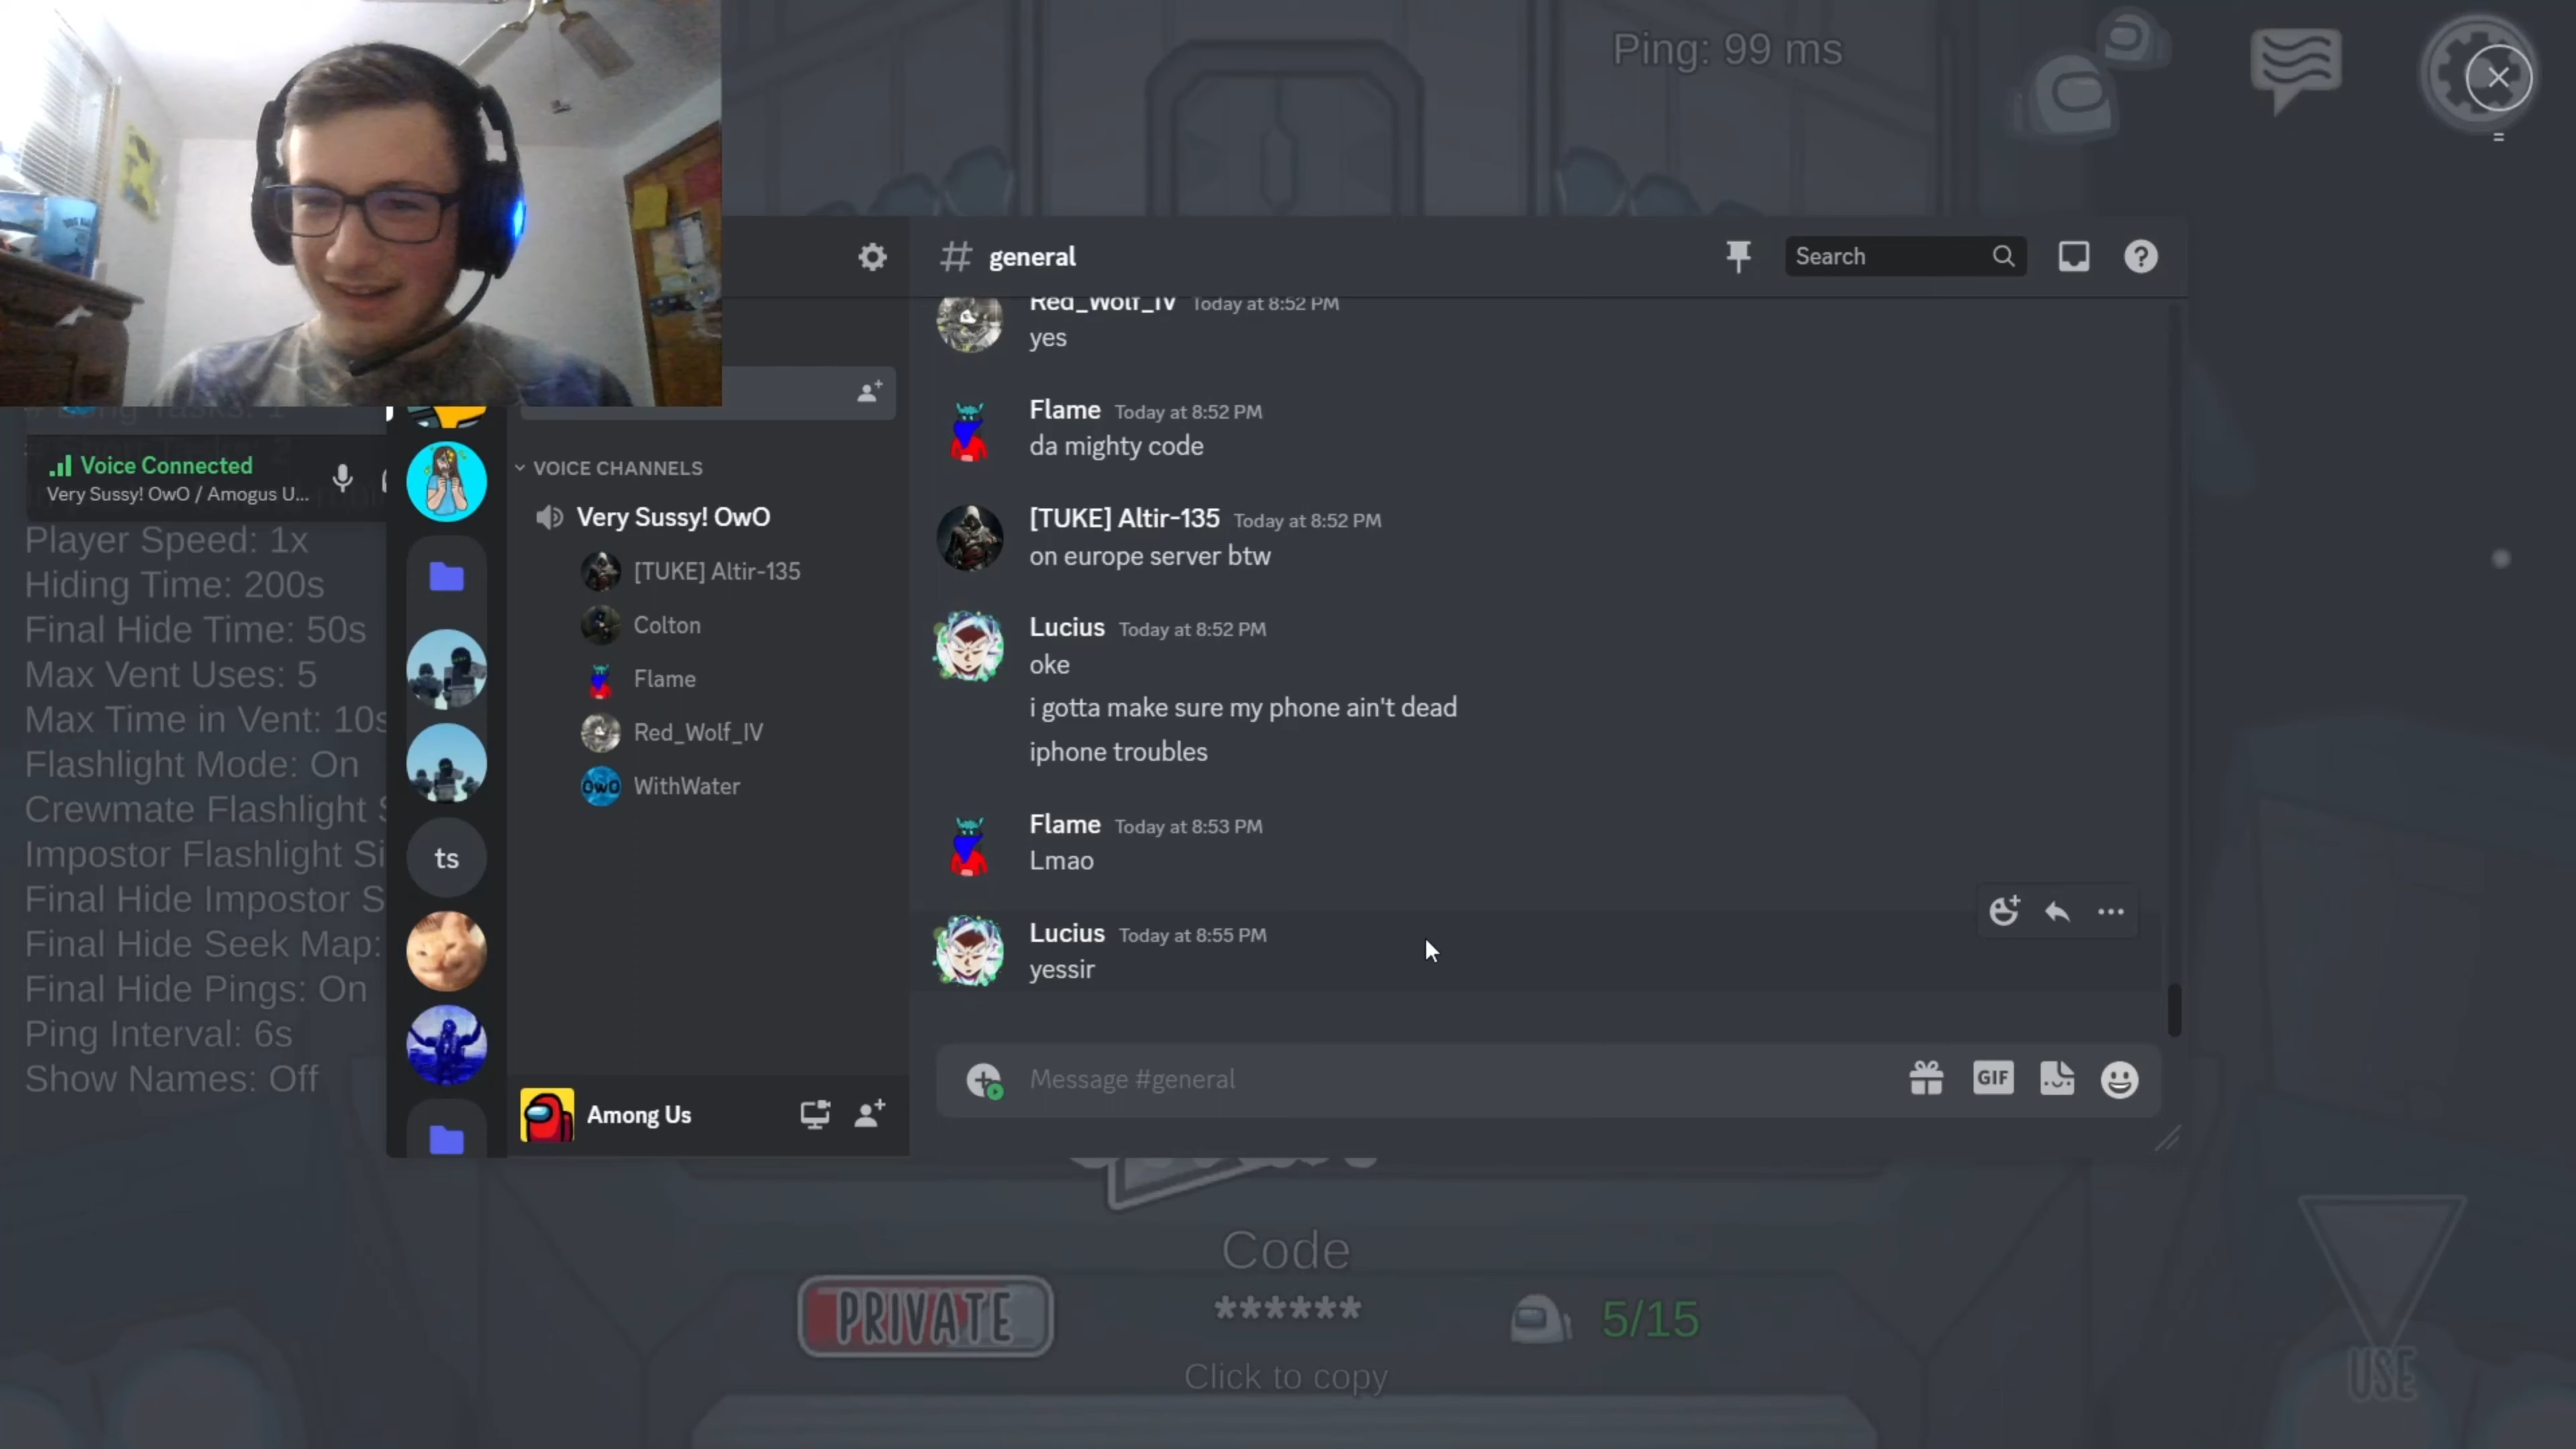 Ping: 99 ms
# general
Search
Red_Wolf_IV Today at 8:52 PM
yes
Flame Today at 8:52 PM
da mighty code
[TUKE] Altir-135 Today at 8:52 PM
on europe server btw
Lucius Today at 8:52 PM
oke
i gotta make sure my phone ain't dead
iphone troubles
Flame Today at 8:53 PM
Lmao
Lucius Today at 8:55 PM
yessir
Message #general
GIF
VOICE CHANNELS
Very Sussy! OwO
[TUKE] Altir-135
Colton
Flame
Red_Wolf_IV
OwO WithWater
ts
Among Us
Voice Connected
Very Sussy! OwO / Amogus U...
Player Speed: 1x
Hiding Time: 200s
Final Hide Time: 50s
Max Vent Uses: 5
Max Time in Vent: 10s
Flashlight Mode: On
Crewmate Flashlight S
Impostor Flashlight Si
Final Hide Impostor S
Final Hide Seek Map:
Final Hide Pings: On
Ping Interval: 6s
Show Names: Off
Code
PRIVATE
******
5/15
Click to copy
USE